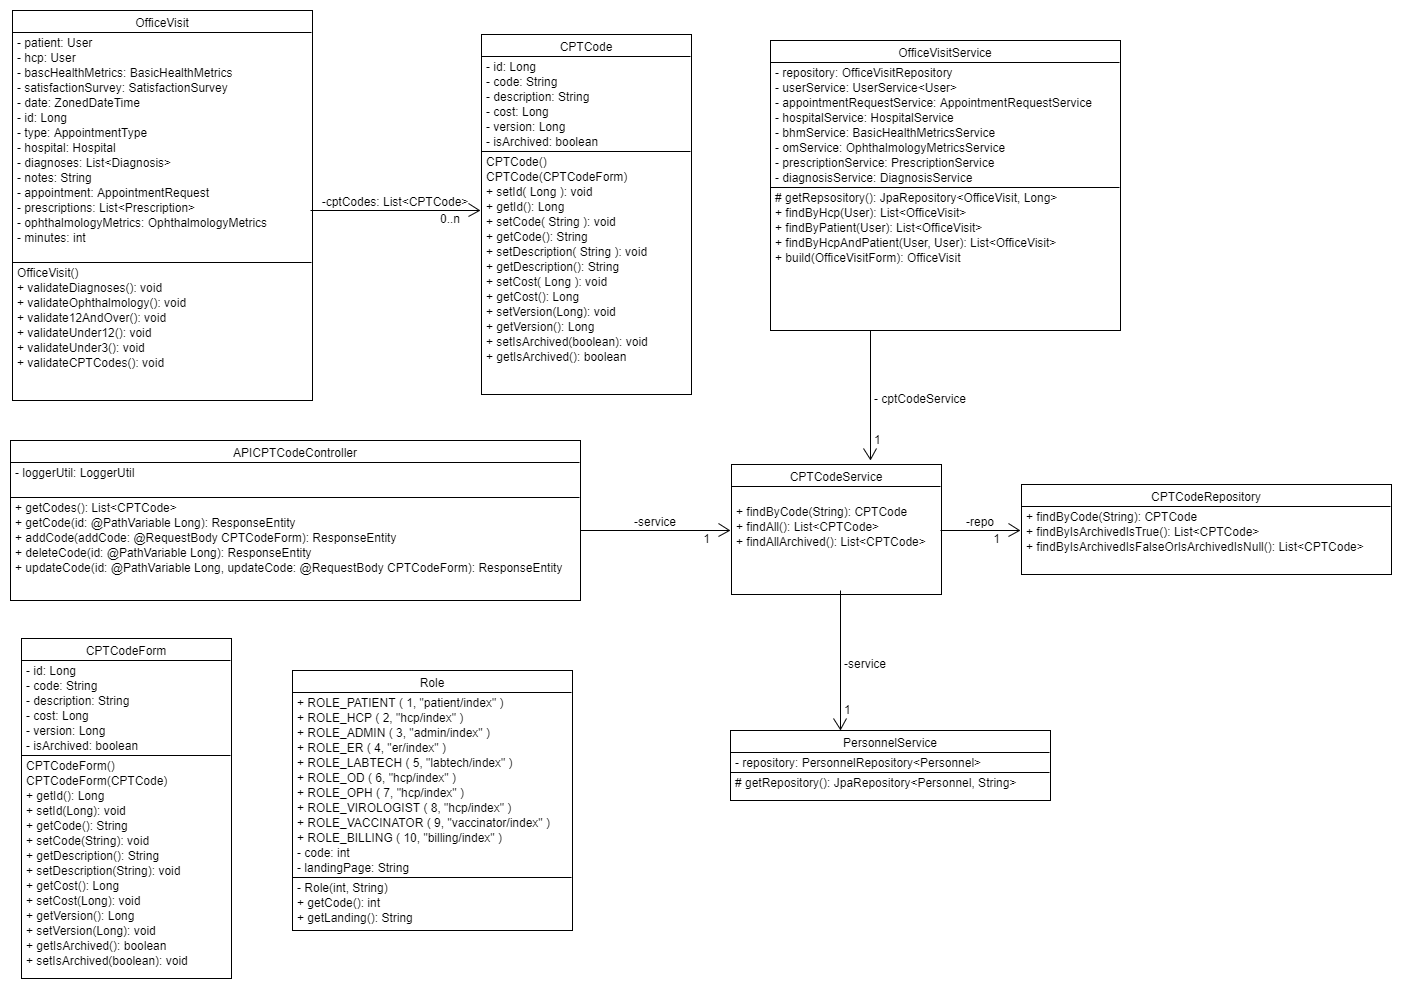 OfficeVisit
- patient: User
- hcp: User
- bascHealthMetrics: BasicHealthMetrics
- satisfactionSurvey: SatisfactionSurvey
- date: ZonedDateTime
- id: Long
- type: AppointmentType
- hospital: Hospital
- diagnoses: List<Diagnosis>
- notes: String
- appointment: AppointmentRequest
- prescriptions: List<Prescription>
- ophthalmologyMetrics: OphthalmologyMetrics
- minutes: int
OfficeVisit()
+ validateDiagnoses(): void
+ validateOphthalmology(): void
+ validate12AndOver(): void
+ validateUnder12(): void
+ validateUnder3(): void
+ validateCPTCodes(): void
-cptCodes: List<CPTCode>
0..n
CPTCode
- id: Long
- code: String
- description: String
- cost: Long
- version: Long
- isArchived: boolean
CPTCode()
CPTCode(CPTCodeForm)
+ setId( Long ): void
+ getId(): Long
+ setCode( String ): void
+ getCode(): String
+ setDescription( String ): void
+ getDescription(): String
+ setCost( Long ): void
+ getCost(): Long
+ setVersion(Long): void
+ getVersion(): Long
+ setIsArchived(boolean): void
+ getIsArchived(): boolean
OfficeVisitService
- repository: OfficeVisitRepository
- userService: UserService<User>
- appointmentRequestService: AppointmentRequestService
- hospitalService: HospitalService
- bhmService: BasicHealthMetricsService
- omService: OphthalmologyMetricsService
- prescriptionService: PrescriptionService
- diagnosisService: DiagnosisService
# getRepsository(): JpaRepository<OfficeVisit, Long>
+ findByHcp(User): List<OfficeVisit>
+ findByPatient(User): List<OfficeVisit>
+ findByHcpAndPatient(User, User): List<OfficeVisit>
+ build(OfficeVisitForm): OfficeVisit
- cptCodeService
1
APICPTCodeController
- loggerUtil: LoggerUtil
+ getCodes(): List<CPTCode>
+ getCode(id: @PathVariable Long): ResponseEntity
+ addCode(addCode: @RequestBody CPTCodeForm): ResponseEntity
+ deleteCode(id: @PathVariable Long): ResponseEntity
+ updateCode(id: @PathVariable Long, updateCode: @RequestBody CPTCodeForm): ResponseEntity
-service
1
CPTCodeService
+ findByCode(String): CPTCode
+ findAll(): List<CPTCode>
+ findAllArchived(): List<CPTCode>
-repo
1
CPTCodeRepository
+ findByCode(String): CPTCode
+ findByIsArchivedIsTrue(): List<CPTCode>
+ findByIsArchivedIsFalseOrIsArchivedIsNull(): List<CPTCode>
-service
1
CPTCodeForm
- id: Long
- code: String
- description: String
- cost: Long
- version: Long
- isArchived: boolean
CPTCodeForm()
CPTCodeForm(CPTCode)
+ getId(): Long
+ setId(Long): void
+ getCode(): String
+ setCode(String): void
+ getDescription(): String
+ setDescription(String): void
+ getCost(): Long
+ setCost(Long): void
+ getVersion(): Long
+ setVersion(Long): void
+ getIsArchived(): boolean
+ setIsArchived(boolean): void
Role
+ ROLE_PATIENT ( 1, "patient/index" )
+ ROLE_HCP ( 2, "hcp/index" )
+ ROLE_ADMIN ( 3, "admin/index" )
+ ROLE_ER ( 4, "er/index" )
+ ROLE_LABTECH ( 5, "labtech/index" )
+ ROLE_OD ( 6, "hcp/index" )
+ ROLE_OPH ( 7, "hcp/index" )
+ ROLE_VIROLOGIST ( 8, "hcp/index" )
+ ROLE_VACCINATOR ( 9, "vaccinator/index" )
+ ROLE_BILLING ( 10, "billing/index" )
- code: int
- landingPage: String
- Role(int, String)
+ getCode(): int
+ getLanding(): String
PersonnelService
- repository: PersonnelRepository<Personnel>
# getRepository(): JpaRepository<Personnel, String>